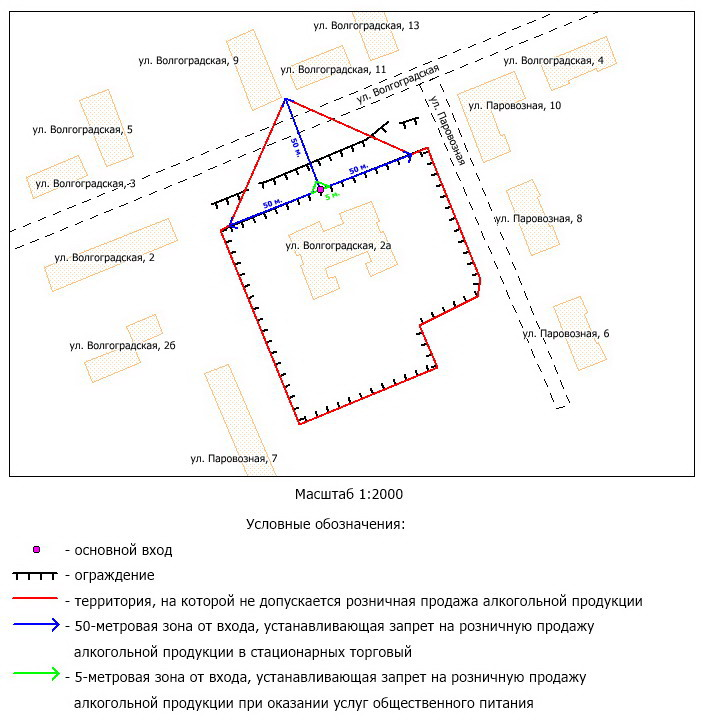 ул. Волгоградская, 13
ул. Волгоградская, 9
ул. Волгоградская, 11
ул. Волгоградская, 4
ул. Волгоградская
ул. Паровозная, 10
ул. Паровозная
ул. Волгоградская, 5
50 м.
50 м.
ул. Волгоградская, 3
50 м.
5 м.
ул. Паровозная, 8
ул. Волгоградская, 2а
ул. Волгоградская, 2
ул. Паровозная, 6
ул. Волгоградская, 2б
ул. Паровозная, 7
Масштаб 1:2000
Условные обозначения:
- основной вход
- ограждение
- территория, на которой не допускается розничная продажа алкогольной продукции
- 50-метровая зона от входа, устанавливающая запрет на розничную продажу
алкогольной продукции в стационарных торговый
- 5-метровая зона от входа, устанавливающая запрет на розничную продажу
алкогольной продукции при оказании услуг общественного питания